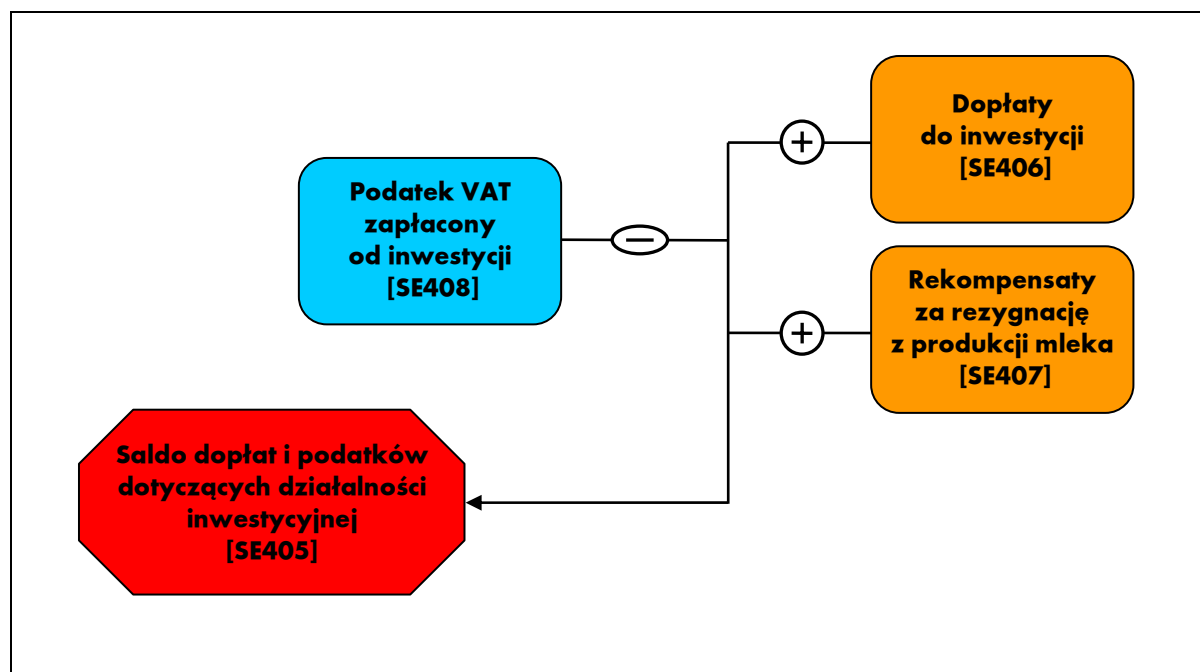 Dopłaty
do inwestycji
[SE406]
+
Podatek VAT
zapłacony
od inwestycji
[SE408]
−
Rekompensaty
za rezygnację
z produkcji mleka
[SE407]
+
Saldo dopłat i podatków
dotyczących działalności
inwestycyjnej
[SE405]